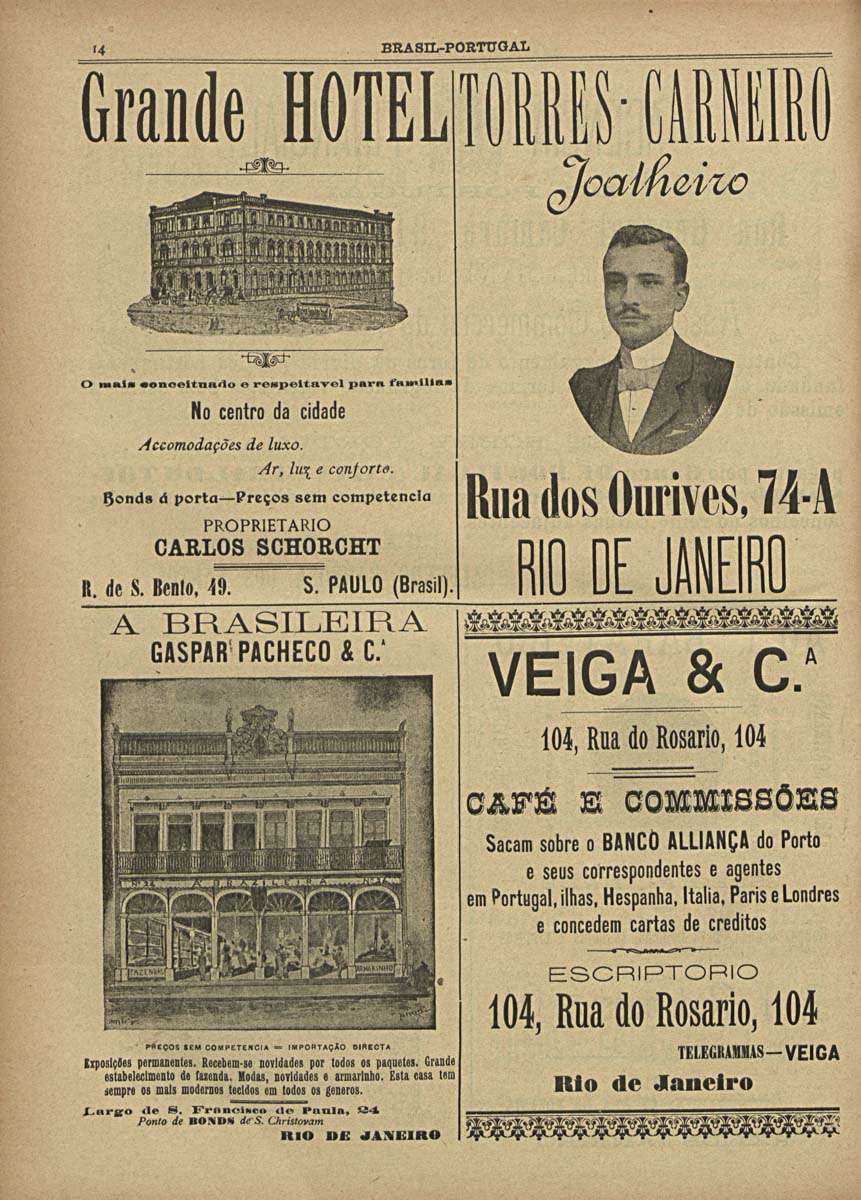 14
BRASIL-PORTUGAL
Grande HOTEL
O mais conceituado e respeitavel para familias
No centro da cidade
Accomodações de luxo.
Ar, luz e conforto.
Bonds á porta—Preços sem competencia
PROPRIETARIO
CARLOS SCHORCHT
R. de S. Bento, 49. S. PAULO (Brasil).
TORRES-CARNEIRO
Joalheiro
Rua dos Ourives, 74-A
RIO DE JANEIRO
A BRASILEIRA
GASPAR PACHECO & C.ᴬ
A BRAZILEIRA
FAZENDAS
ARMARINHO
PREÇOS SEM COMPETENCIA = IMPORTAÇÃO DIRECTA
Exposições permanentes. Recebem-se novidades por todos os paquetes. Grande
estabelecimento de fazenda. Modas, novidades e armarinho. Esta casa tem
sempre os mais modernos tecidos em todos os generos.
Largo de S. Francisco de Paula, 24
Ponto de BONDS de S. Christovam
RIO DE JANEIRO
VEIGA & C.ᴬ
104, Rua do Rosario, 104
CAFÉ E COMMISSÕES
Sacam sobre o BANCO ALLIANÇA do Porto
e seus correspondentes e agentes
em Portugal, ilhas, Hespanha, Italia, Paris e Londres
e concedem cartas de creditos
ESCRIPTORIO
104, Rua do Rosario, 104
TELEGRAMMAS—VEIGA
Rio de Janeiro